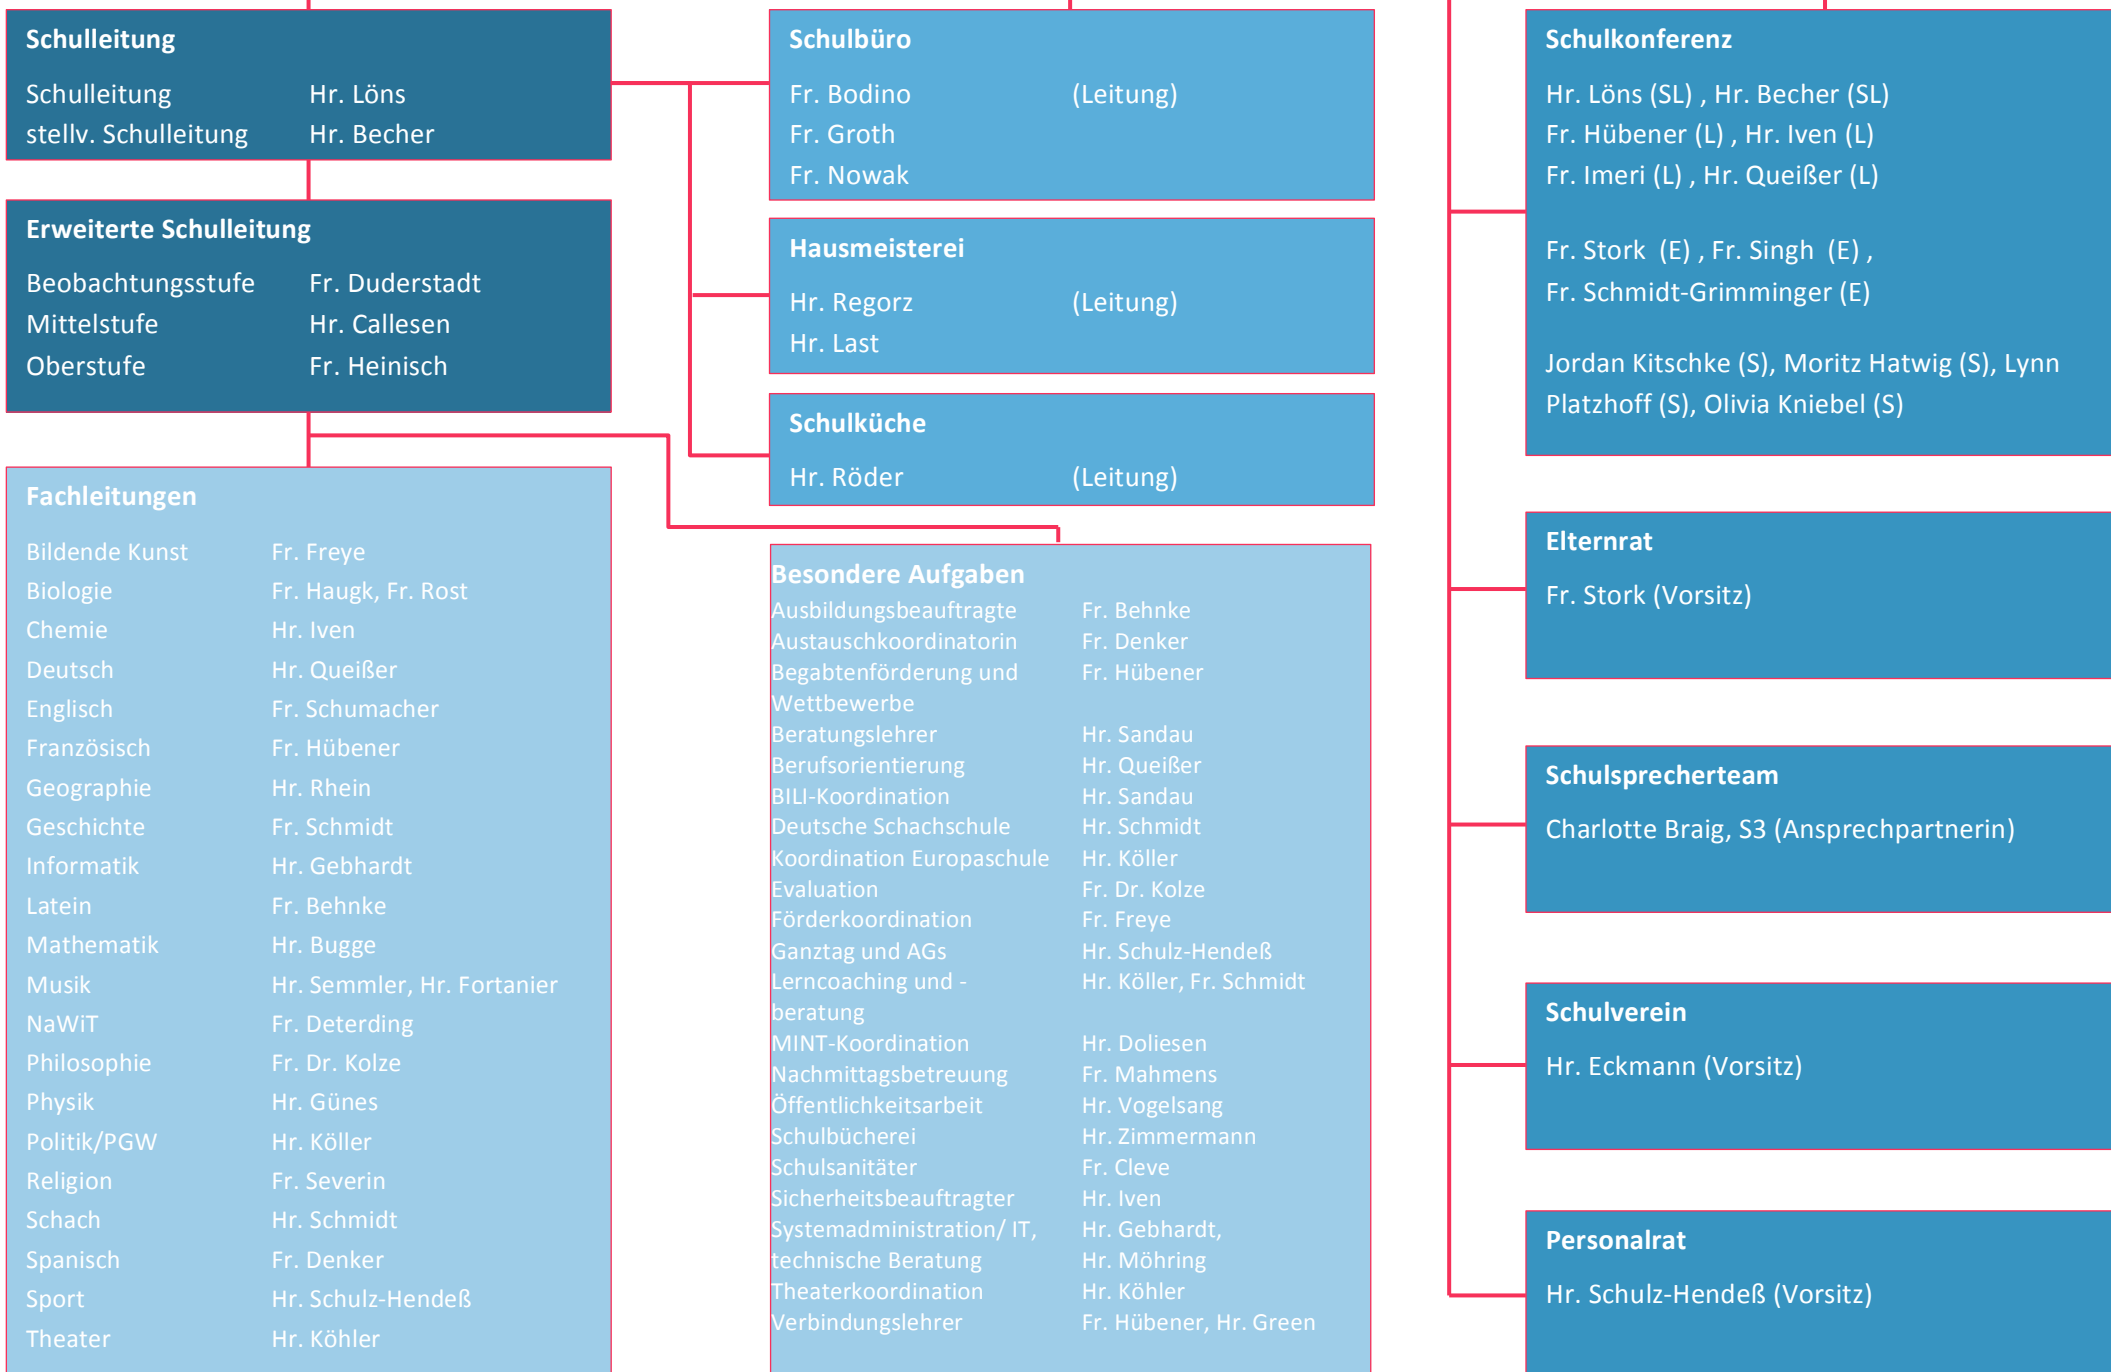 Schulleitung
Schulleitung Hr. Löns
stellv. Schulleitung Hr. Becher
Erweiterte Schulleitung
Beobachtungsstufe Fr. Duderstadt
Mittelstufe Hr. Callesen
Oberstufe Fr. Heinisch
Fachleitungen
Bildende Kunst Fr. Freye
Biologie Fr. Haugk, Fr. Rost
Chemie Hr. Iven
Deutsch Hr. Queißer
Englisch Fr. Schumacher
Französisch Fr. Hübener
Geographie Hr. Rhein
Geschichte Fr. Schmidt
Informatik Hr. Gebhardt
Latein Fr. Behnke
Mathematik Hr. Bugge
Musik Hr. Semmler, Hr. Fortanier
NaWiT Fr. Deterding
Philosophie Fr. Dr. Kolze
Physik Hr. Günes
Politik/PGW Hr. Köller
Religion Fr. Severin
Schach Hr. Schmidt
Spanisch Fr. Denker
Sport Hr. Schulz-Hendeß
Theater Hr. Köhler
Schulbüro
Fr. Bodino (Leitung)
Fr. Groth
Fr. Nowak
Hausmeisterei
Hr. Regorz (Leitung)
Hr. Last
Schulküche
Hr. Röder (Leitung)
Besondere Aufgaben
Ausbildungsbeauftragte Fr. Behnke
Austauschkoordinatorin Fr. Denker
Begabtenförderung und Fr. Hübener
Wettbewerbe
Beratungslehrer Hr. Sandau
Berufsorientierung Hr. Queißer
BILI-Koordination Hr. Sandau
Deutsche Schachschule Hr. Schmidt
Koordination Europaschule Hr. Köller
Evaluation Fr. Dr. Kolze
Förderkoordination Fr. Freye
Ganztag und AGs Hr. Schulz-Hendeß
Lerncoaching und - Hr. Köller, Fr. Schmidt
beratung
MINT-Koordination Hr. Doliesen
Nachmittagsbetreuung Fr. Mahmens
Öffentlichkeitsarbeit Hr. Vogelsang
Schulbücherei Hr. Zimmermann
Schulsanitäter Fr. Cleve
Sicherheitsbeauftragter Hr. Iven
Systemadministration/ IT, Hr. Gebhardt,
technische Beratung Hr. Möhring
Theaterkoordination Hr. Köhler
Verbindungslehrer Fr. Hübener, Hr. Green
Schulkonferenz
Hr. Löns (SL) , Hr. Becher (SL)
Fr. Hübener (L) , Hr. Iven (L)
Fr. Imeri (L) , Hr. Queißer (L)
Fr. Stork (E) , Fr. Singh (E) ,
Fr. Schmidt-Grimminger (E)
Jordan Kitschke (S), Moritz Hatwig (S), Lynn
Platzhoff (S), Olivia Kniebel (S)
Elternrat
Fr. Stork (Vorsitz)
Schulsprecherteam
Charlotte Braig, S3 (Ansprechpartnerin)
Schulverein
Hr. Eckmann (Vorsitz)
Personalrat
Hr. Schulz-Hendeß (Vorsitz)